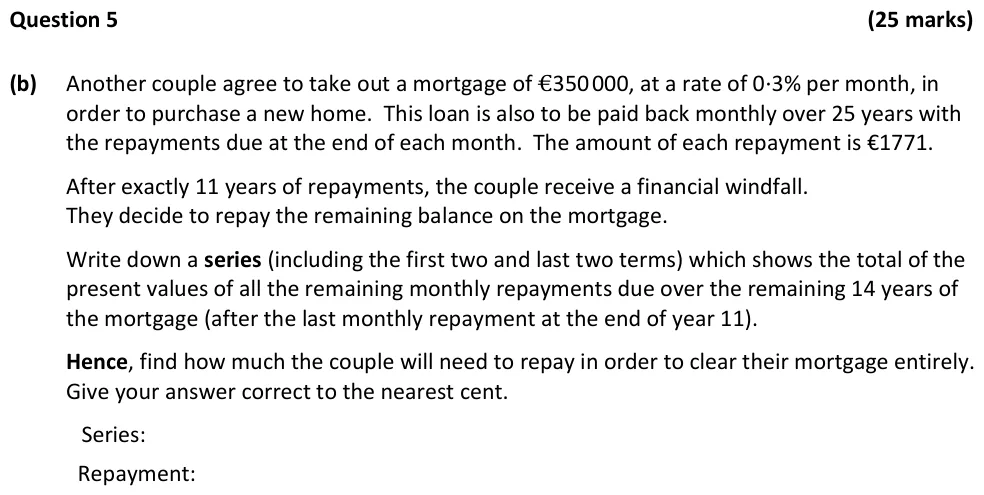 Question 5 (25 marks)
(b) Another couple agree to take out a mortgage of €350 000, at a rate of 0·3% per month, in
order to purchase a new home. This loan is also to be paid back monthly over 25 years with
the repayments due at the end of each month. The amount of each repayment is €1771.
After exactly 11 years of repayments, the couple receive a financial windfall.
They decide to repay the remaining balance on the mortgage.
Write down a series (including the first two and last two terms) which shows the total of the
present values of all the remaining monthly repayments due over the remaining 14 years of
the mortgage (after the last monthly repayment at the end of year 11).
Hence, find how much the couple will need to repay in order to clear their mortgage entirely.
Give your answer correct to the nearest cent.
Series:
Repayment: